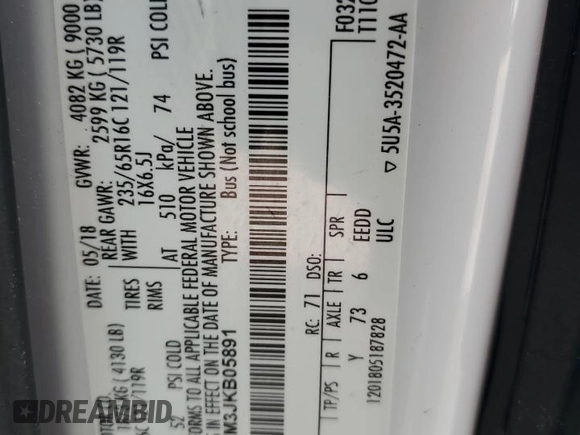 DATE: 05/18 GVWR: 4082 KG ( 9000
REAR GAWR: 2599 KG ( 5730 LB)
KG ( 4130 LB) WITH 235/65R16C 121/119R
/119R TIRES 16X6.5J
RIMS
PSI COLD AT 510 kPa/ 74 PSI COLD
TO ALL APPLICABLE FEDERAL MOTOR VEHICLE
IN EFFECT ON THE DATE OF MANUFACTURE SHOWN ABOVE.
M3JKB05891 TYPE: Bus (Not school bus)
F032
T110
RC: 71 DSO:
TP/PS R AXLE TR SPR
Y 73 6 EEDD
1201805187828 ULC
5U5A-3520472-AA
DREAMBID